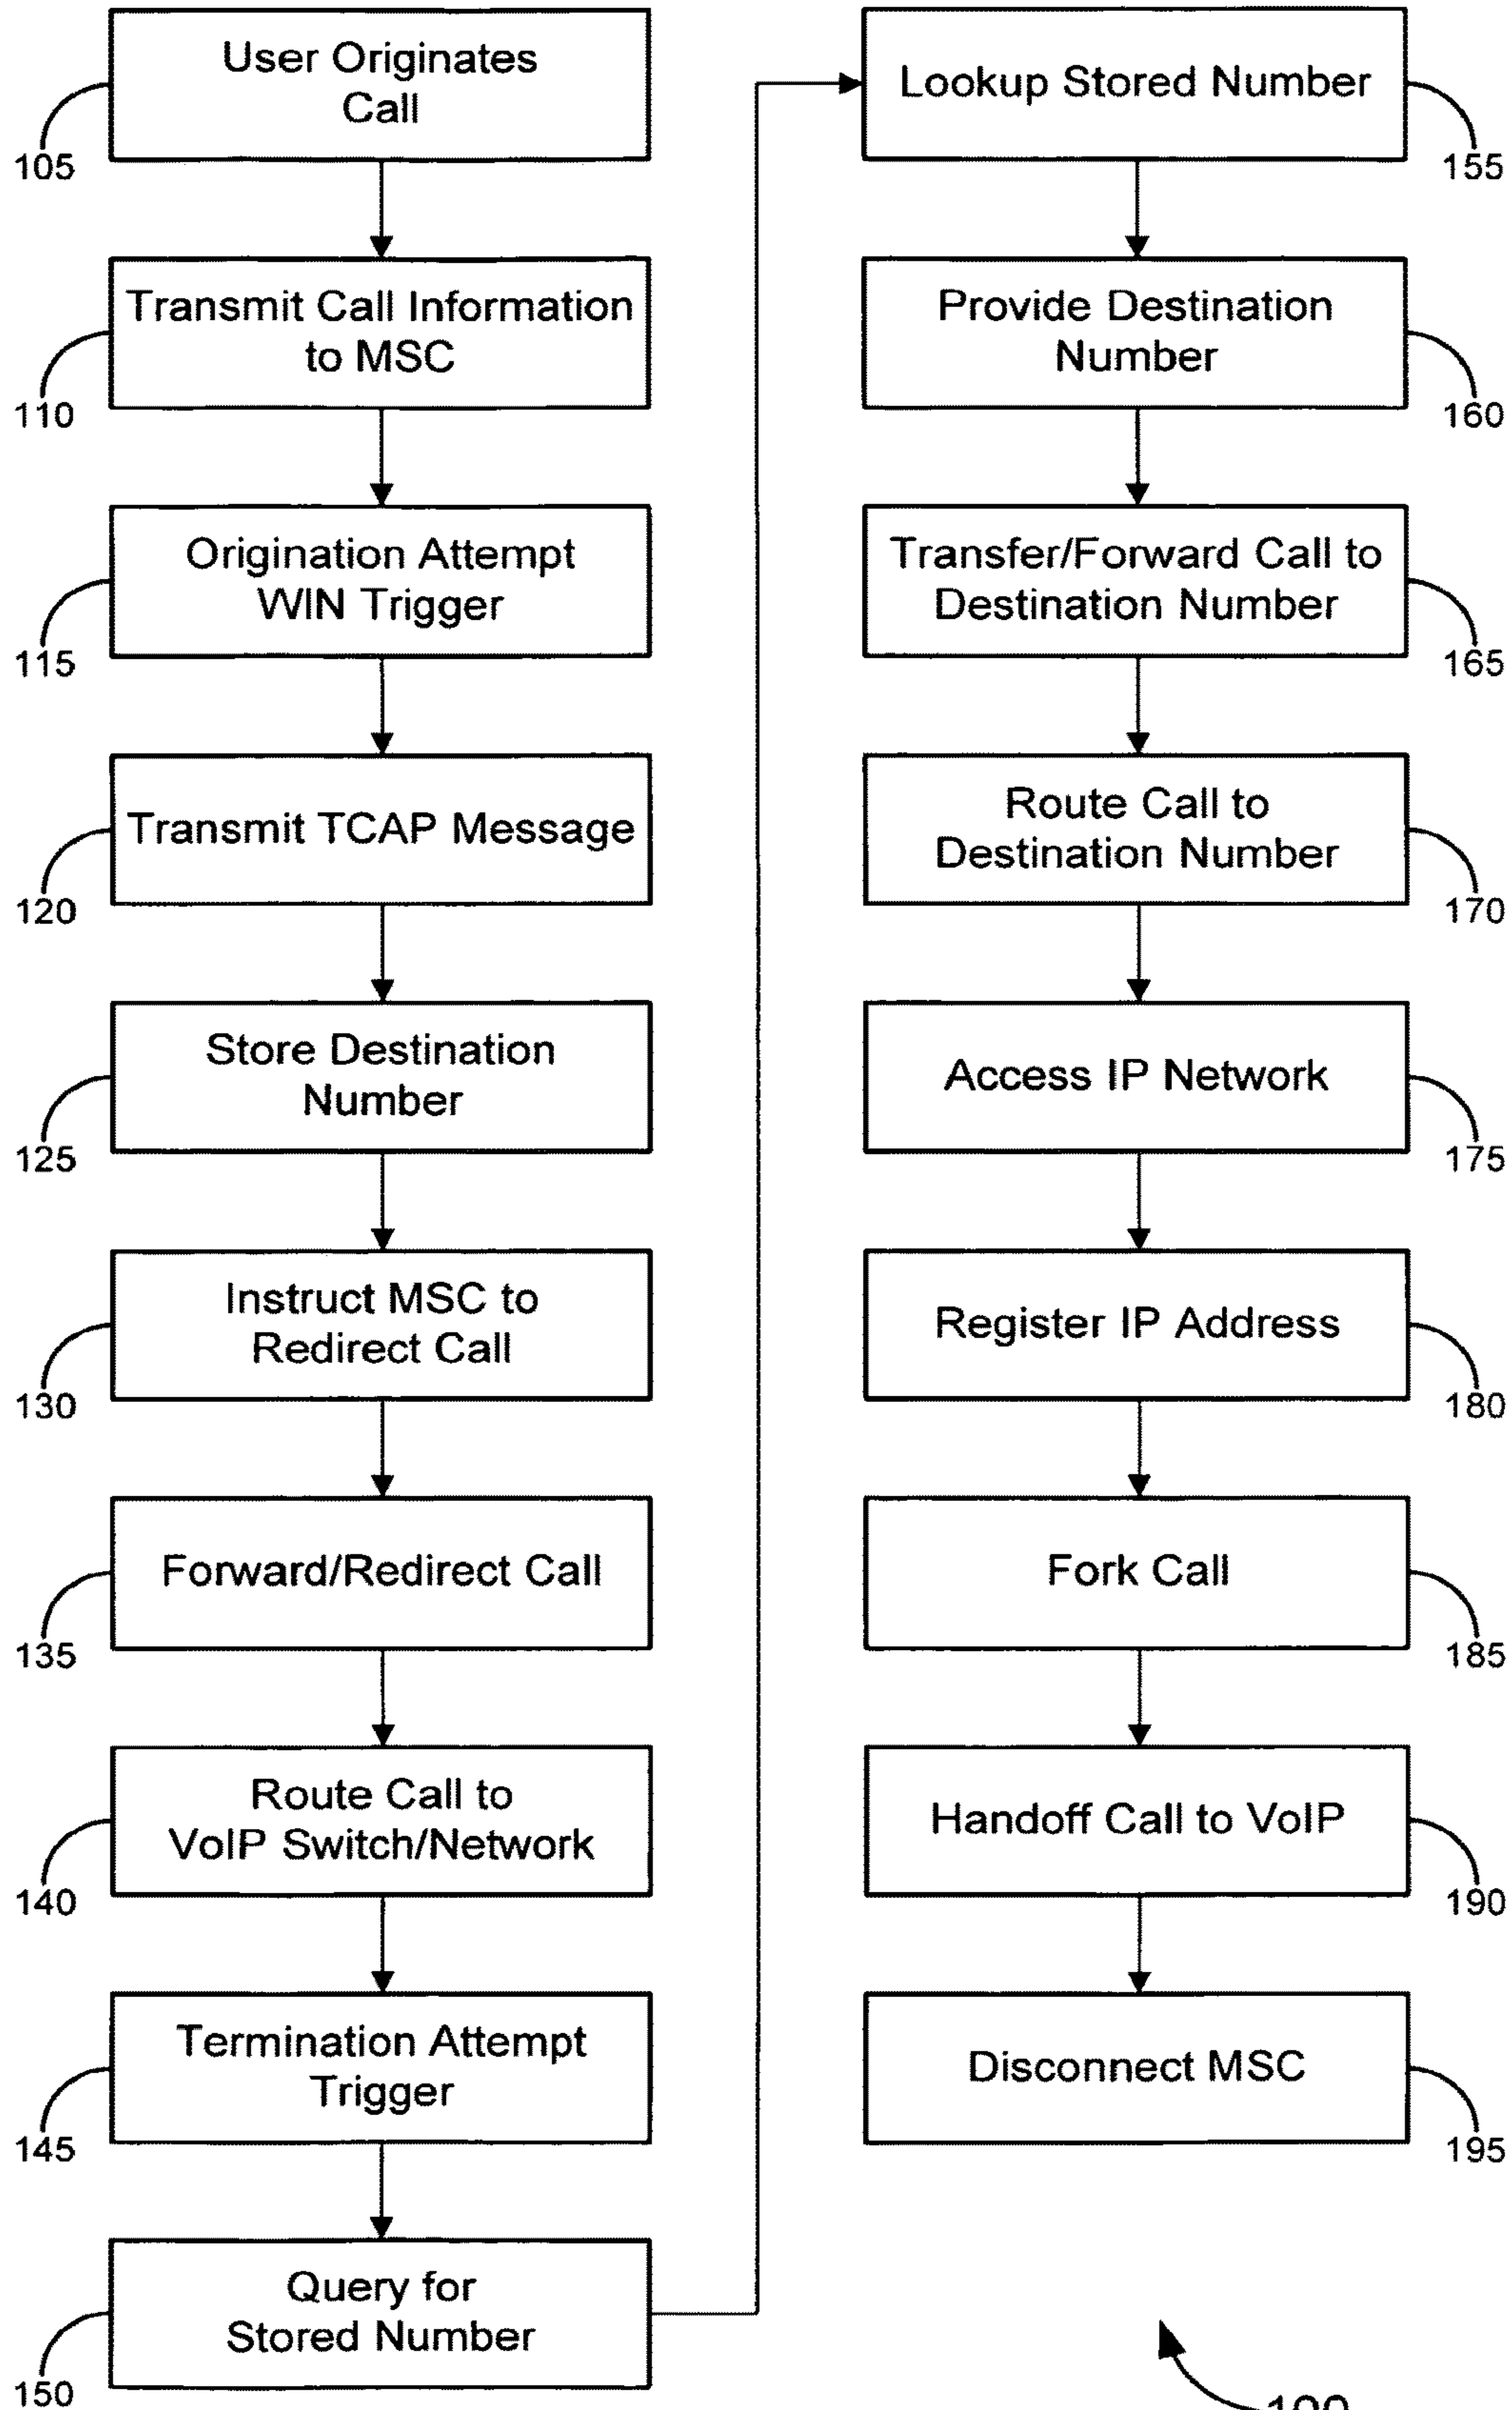 User Originates
Call
105
Transmit Call Information
to MSC
110
Origination Attempt
WIN Trigger
115
Transmit TCAP Message
120
Store Destination
Number
125
Instruct MSC to
Redirect Call
130
Forward/Redirect Call
135
Route Call to
VoIP Switch/Network
140
Termination Attempt
Trigger
145
Query for
Stored Number
150
Lookup Stored Number
155
Provide Destination
Number
160
Transfer/Forward Call to
Destination Number
165
Route Call to
Destination Number
170
Access IP Network
175
Register IP Address
180
Fork Call
185
Handoff Call to VoIP
190
Disconnect MSC
195